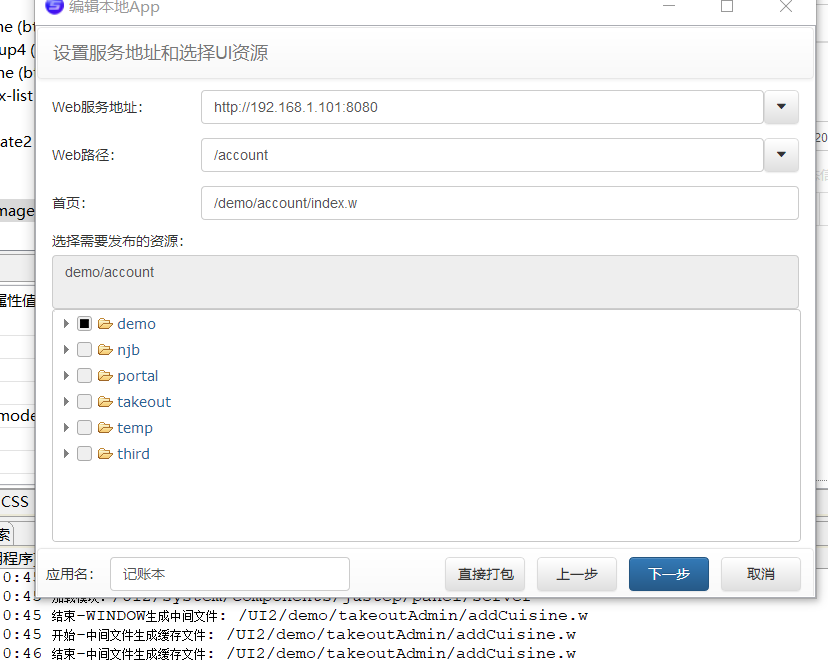 编辑本地App
设置服务地址和选择UI资源
Web服务地址：
http://192.168.1.101:8080
Web路径：
/account
首页：
/demo/account/index.w
选择需要发布的资源：
demo/account
demo
njb
portal
takeout
temp
third
应用名：
记账本
直接打包
上一步
下一步
取消
ne (bt
up4 (
ne (bt
x-list
ate2
mage
属性值
mode
CSS
索
用程序
20
0:45 加载模块: /UI2/system/components/justep/panel/server
0:45 结束-WINDOW生成中间文件: /UI2/demo/takeoutAdmin/addCuisine.w
0:45 开始-中间文件生成缓存文件: /UI2/demo/takeoutAdmin/addCuisine.w
0:46 结束-中间文件生成缓存文件: /UI2/demo/takeoutAdmin/addCuisine.w